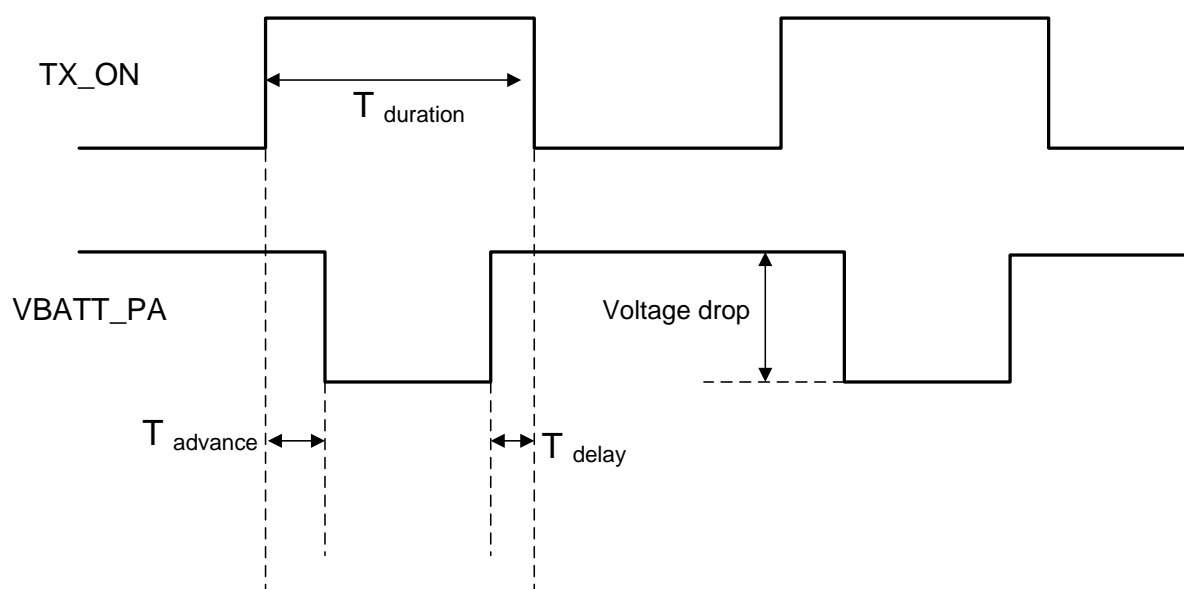 TX_ON
T duration
VBATT_PA
Voltage drop
T advance
T delay